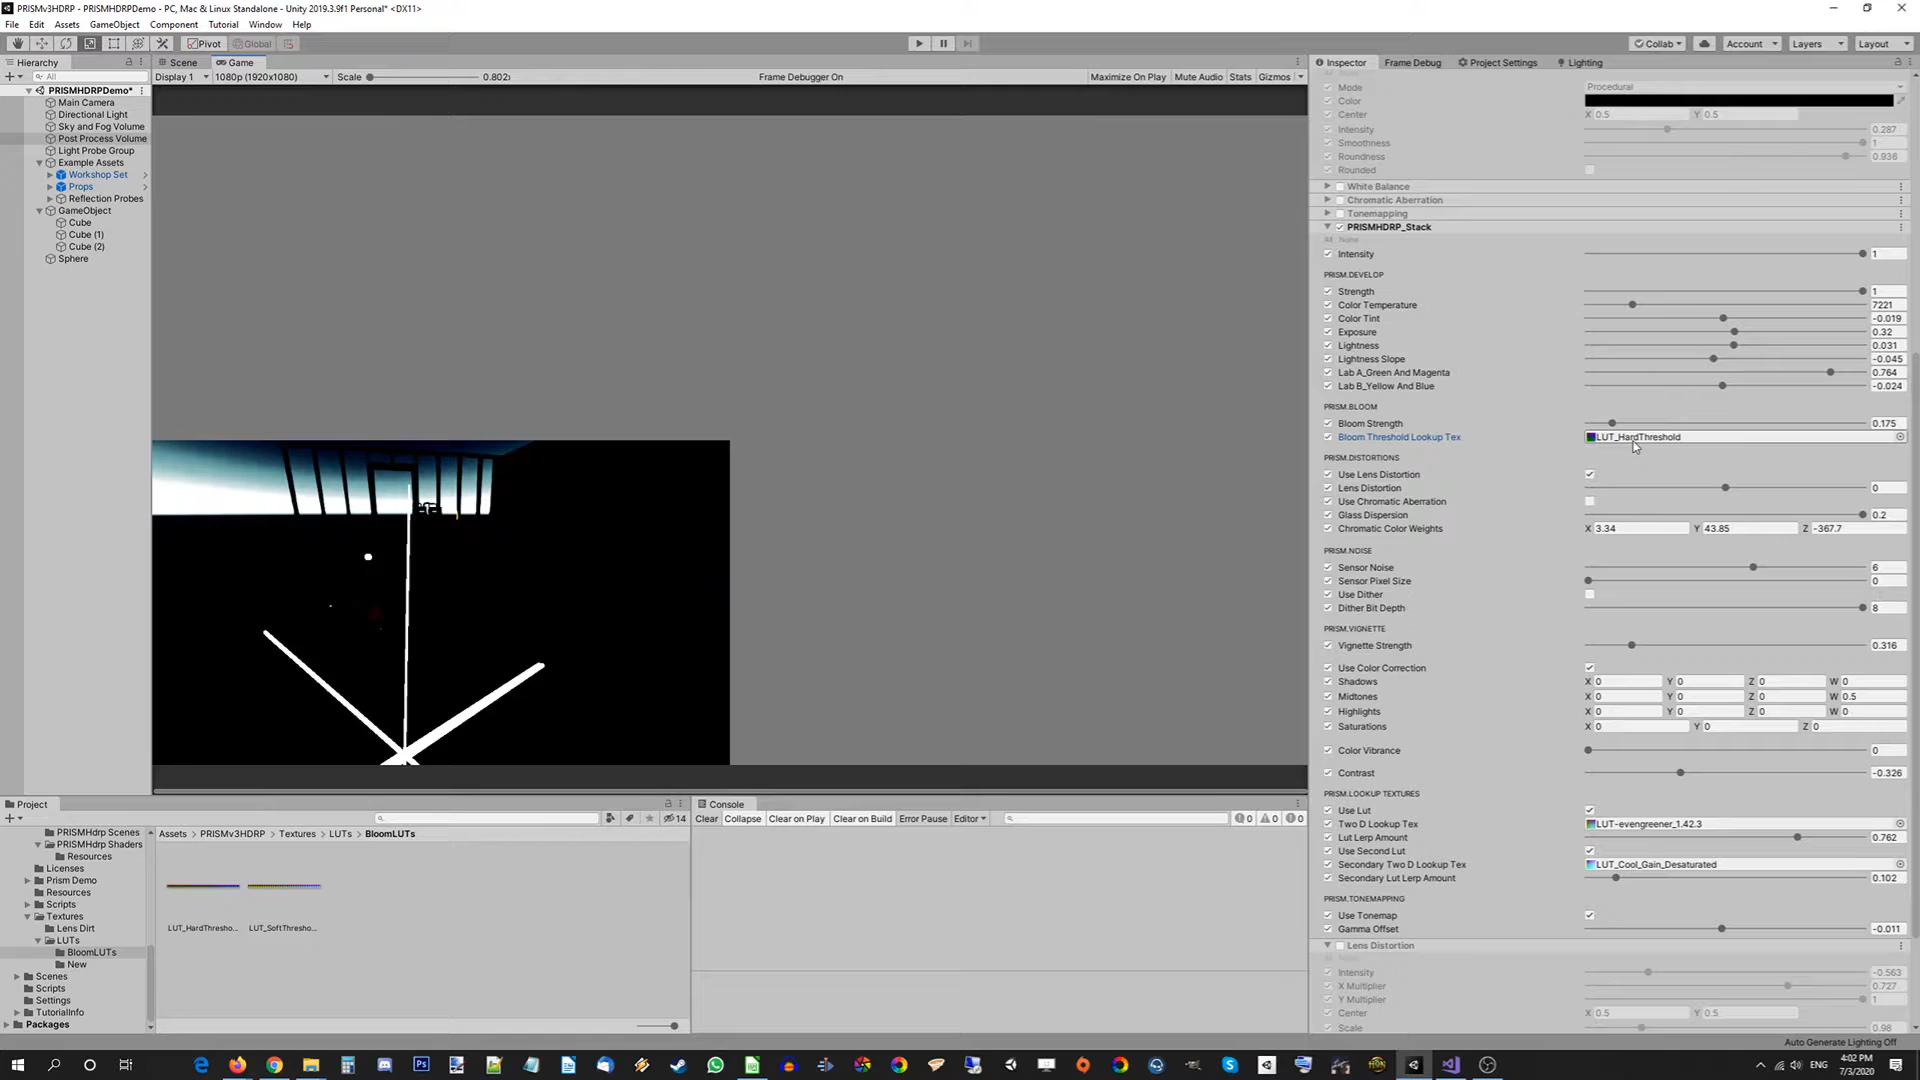 PRISMv3HDRP - PRISMHDRPDemo - PC, Mac & Linux Standalone - Unity 2019.3.9f1 Personal* <DX11>
File Edit Assets GameObject Component Tutorial Window Help
Pivot Global
Collab Account Layers Layout
Hierarchy
All
PRISMHDRPDemo*
Main Camera
Directional Light
Sky and Fog Volume
Post Process Volume
Light Probe Group
Example Assets
Workshop Set
Props
Reflection Probes
GameObject
Cube
Cube (1)
Cube (2)
Sphere
Scene Game
Display 1 1080p (1920x1080) Scale 0.802: Frame Debugger On Maximize On Play Mute Audio Stats Gizmos
Inspector Frame Debug Project Settings Lighting
Mode Procedural
Color
Center X 0.5 Y 0.5
Intensity 0.287
Smoothness 1
Roundness 0.936
Rounded
White Balance
Chromatic Aberration
Tonemapping
PRISMHDRP_Stack
All None
Intensity 1
PRISM.DEVELOP
Strength 1
Color Temperature 7221
Color Tint -0.019
Exposure 0.32
Lightness 0.031
Lightness Slope -0.045
Lab A_Green And Magenta 0.764
Lab B_Yellow And Blue -0.024
PRISM.BLOOM
Bloom Strength 0.175
Bloom Threshold Lookup Tex LUT_HardThreshold
PRISM.DISTORTIONS
Use Lens Distortion
Lens Distortion 0
Use Chromatic Aberration
Glass Dispersion 0.2
Chromatic Color Weights X 3.34 Y 43.85 Z -367.7
PRISM.NOISE
Sensor Noise 6
Sensor Pixel Size 0
Use Dither
Dither Bit Depth 8
PRISM.VIGNETTE
Vignette Strength 0.316
Use Color Correction
Shadows X 0 Y 0 Z 0 W 0
Midtones X 0 Y 0 Z 0 W 0.5
Highlights X 0 Y 0 Z 0 W 0
Saturations X 0 Y 0 Z 0
Color Vibrance 0
Contrast -0.326
PRISM.LOOKUP TEXTURES
Use Lut
Two D Lookup Tex LUT-evengreener_1.42.3
Lut Lerp Amount 0.762
Use Second Lut
Secondary Two D Lookup Tex LUT_Cool_Gain_Desaturated
Secondary Lut Lerp Amount 0.102
PRISM.TONEMAPPING
Use Tonemap
Gamma Offset -0.011
Lens Distortion
Intensity -0.563
X Multiplier 0.727
Y Multiplier 1
Center X 0.5 Y 0.5
Scale 0.98
Project
14
PRISMHdrp Scenes
PRISMHdrp Shaders
Resources
Licenses
Prism Demo
Resources
Scripts
Textures
Lens Dirt
LUTs
BloomLUTs
New
Scenes
Scripts
Settings
TutorialInfo
Packages
Assets > PRISMv3HDRP > Textures > LUTs > BloomLUTs
LUT_HardThresho... LUT_SoftThresho...
Console
Clear Collapse Clear on Play Clear on Build Error Pause Editor 0 0 0
Auto Generate Lighting Off
ENG
4:02 PM
7/3/2020